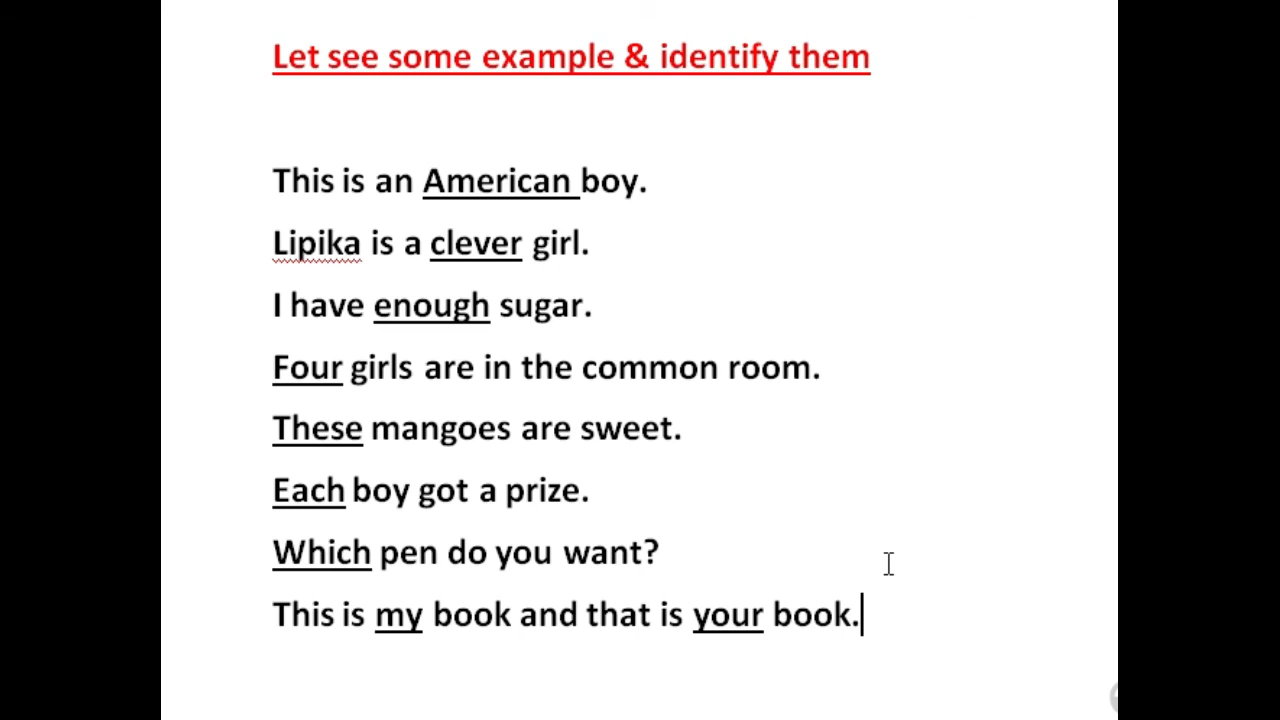 Let see some example & identify them
This is an American boy.
Lipika is a clever girl.
I have enough sugar.
Four girls are in the common room.
These mangoes are sweet.
Each boy got a prize.
Which pen do you want?
This is my book and that is your book.